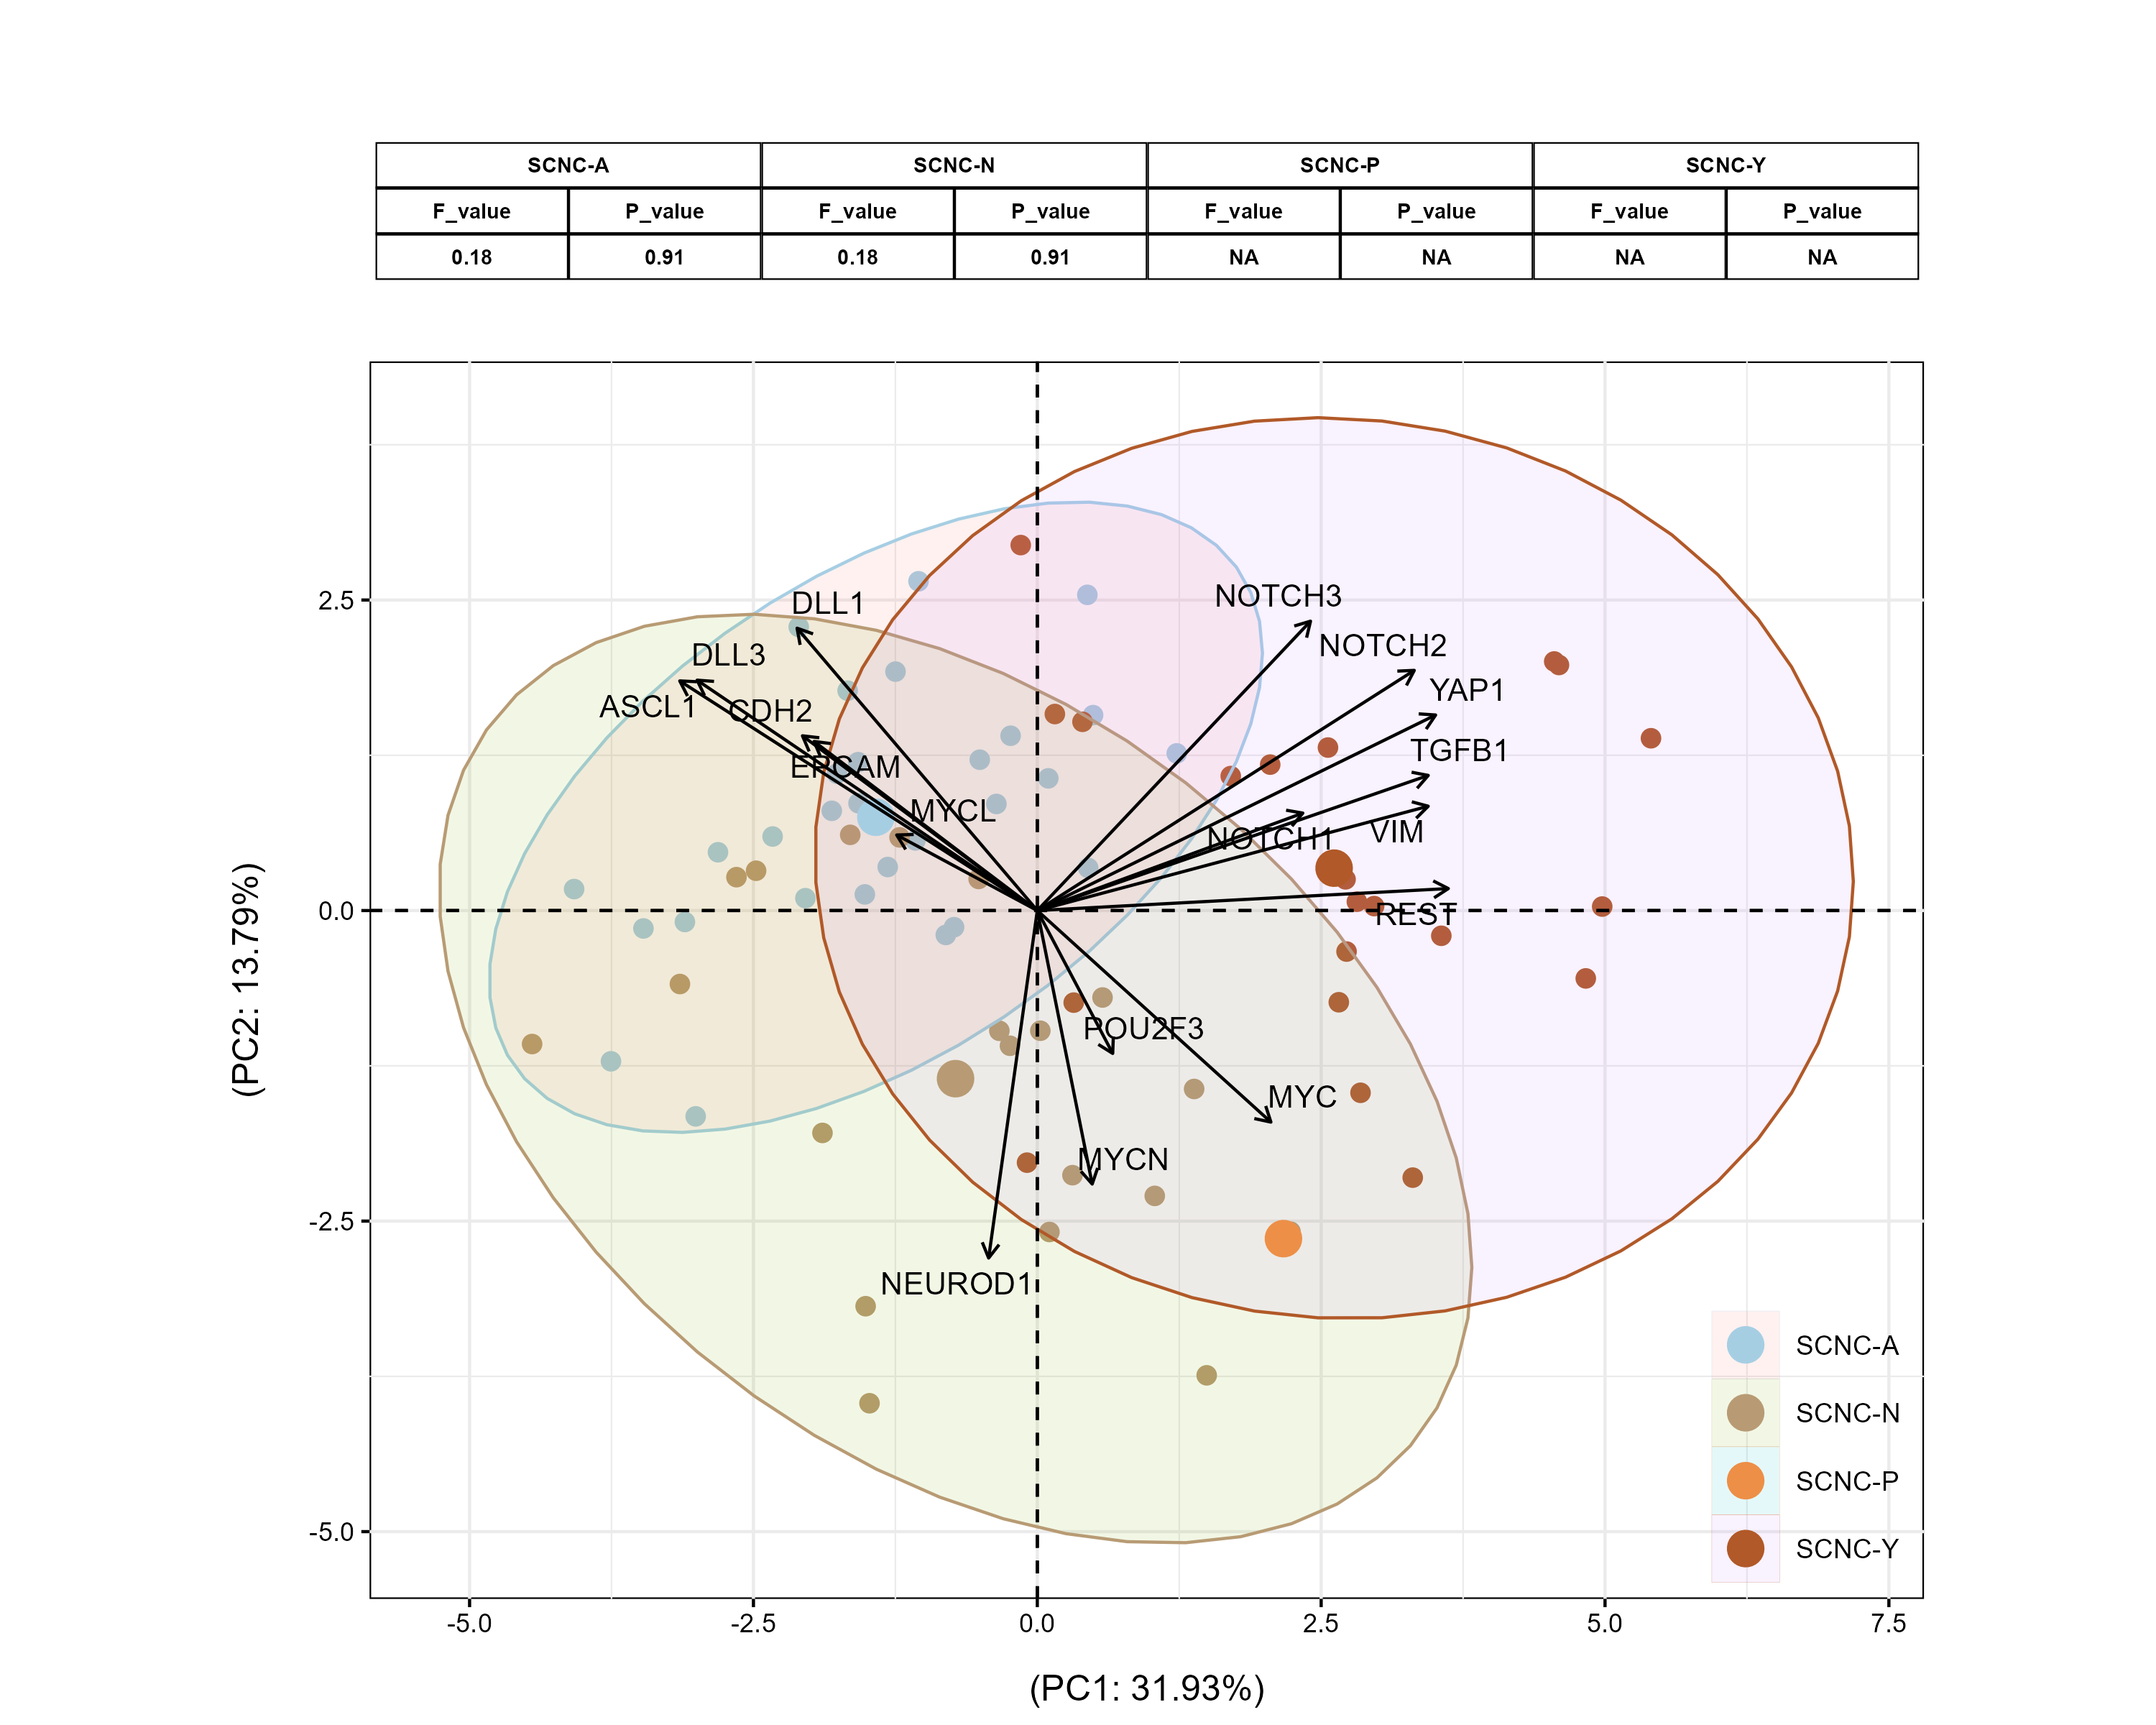 SCNC-A SCNC-N SCNC-P SCNC-Y
F_value P_value F_value P_value F_value P_value F_value P_value
0.18 0.91 0.18 0.91 NA NA NA NA
(PC2: 13.79%)
2.5
0.0
-2.5
-5.0
DLL1
NOTCH3
NOTCH2
DLL3
YAP1
ASCL1
CDH2
TGFB1
EPCAM
MYCL
NOTCH1
VIM
REST
POU2F3
MYC
MYCN
NEUROD1
SCNC-A
SCNC-N
SCNC-P
SCNC-Y
-5.0 -2.5 0.0 2.5 5.0 7.5
(PC1: 31.93%)